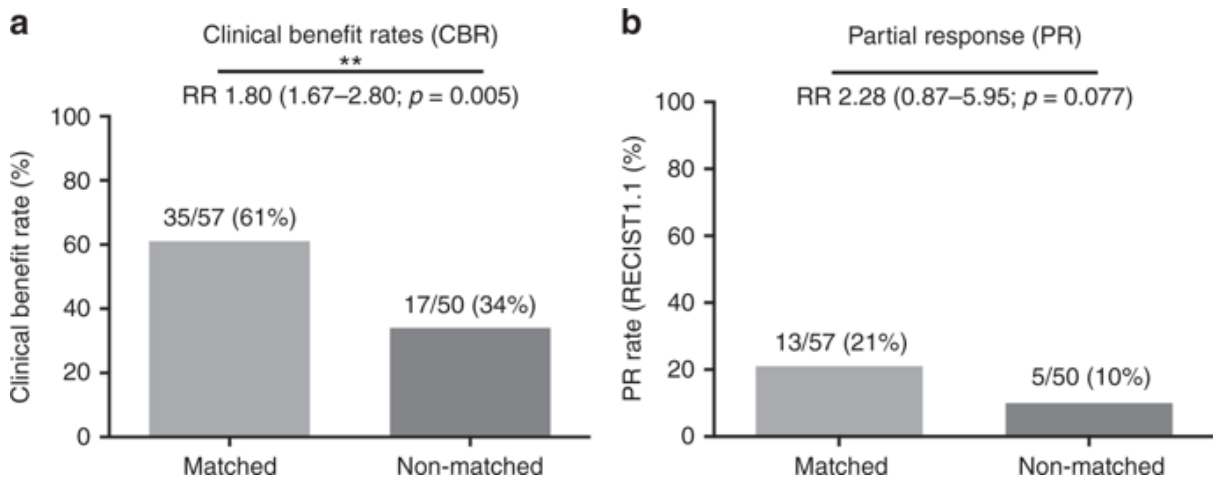 a
Clinical benefit rates (CBR)
**
RR 1.80 (1.67–2.80; p = 0.005)
Clinical benefit rate (%)
100
80
60
40
20
0
35/57 (61%)
17/50 (34%)
Matched
Non-matched
b
Partial response (PR)
RR 2.28 (0.87–5.95; p = 0.077)
PR rate (RECIST1.1 (%)
100
80
60
40
20
0
13/57 (21%)
5/50 (10%)
Matched
Non-matched